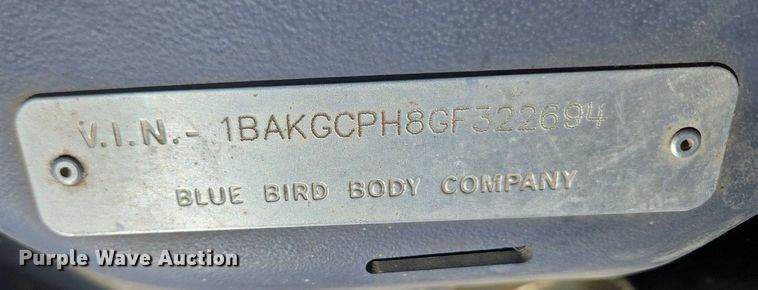 V.I.N.- 1BAKGCPH8GF322694
BLUE BIRD BODY COMPANY
Purple Wave Auction